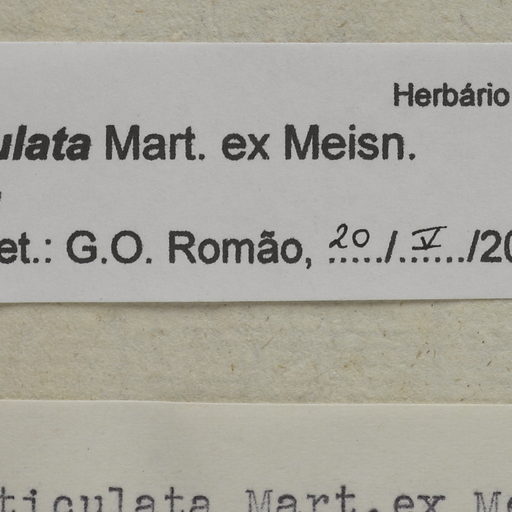 Herbário
ulata Mart. ex Meisn.
et.: G.O. Romão, 20/V/20
ticulata Mart.ex Me